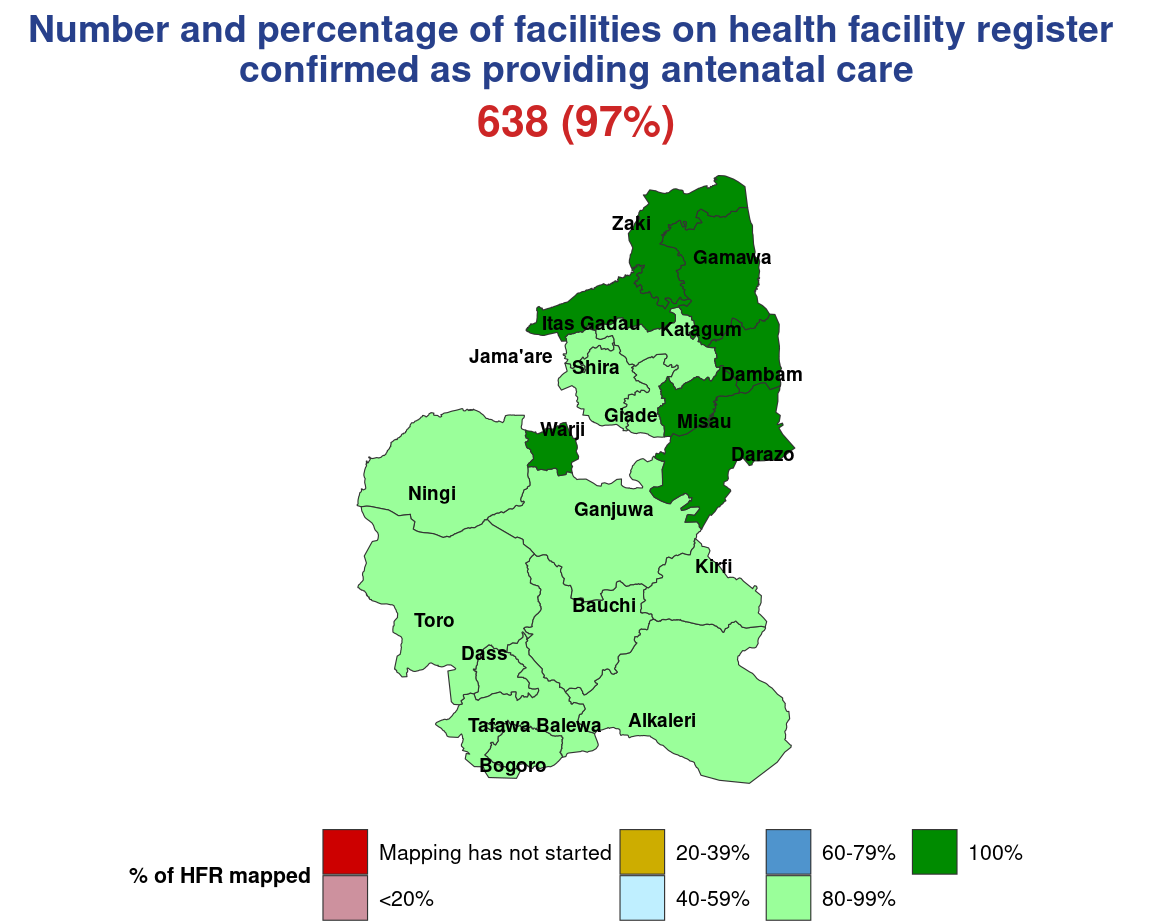 Number and percentage of facilities on health facility register
confirmed as providing antenatal care
638 (97%)
Zaki
Gamawa
Itas Gadau
Katagum
Jama'are
Shira
Dambam
Giade
Misau
Warji
Darazo
Ningi
Ganjuwa
Kirfi
Bauchi
Toro
Dass
Alkaleri
Tafawa Balewa
Bogoro
% of HFR mapped
Mapping has not started
<20%
20-39%
40-59%
60-79%
80-99%
100%